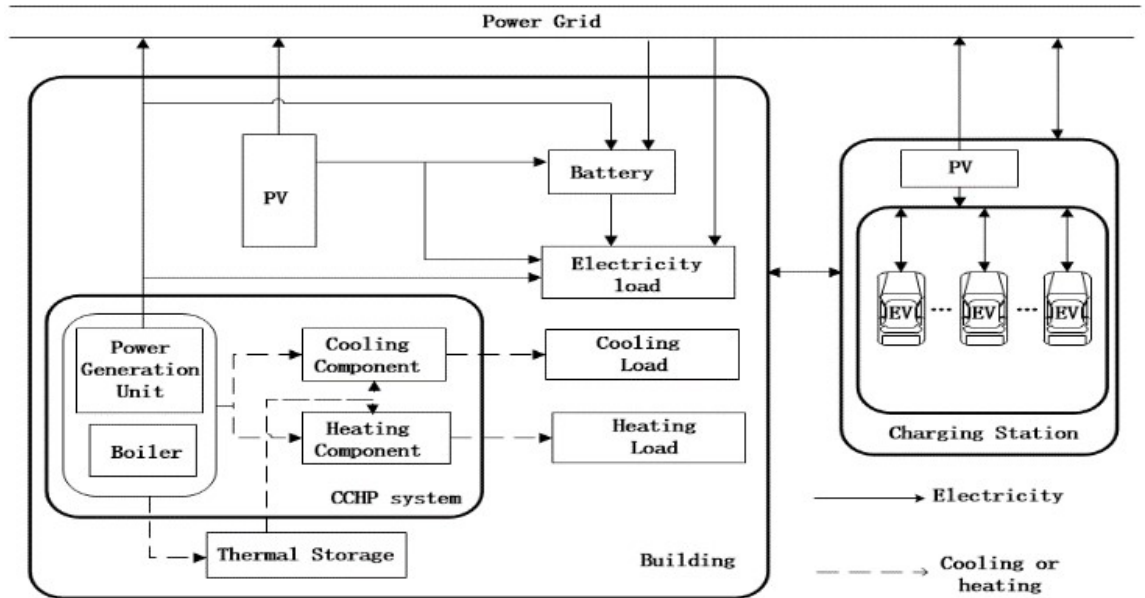 Power Grid
PV
Battery
Electricity
load
Power
Generation
Unit
Boiler
Cooling
Component
Heating
Component
CCHP system
Cooling
Load
Heating
Load
Thermal Storage
Building
PV
EV
...
EV
...
EV
Charging Station
Electricity
Cooling or
heating